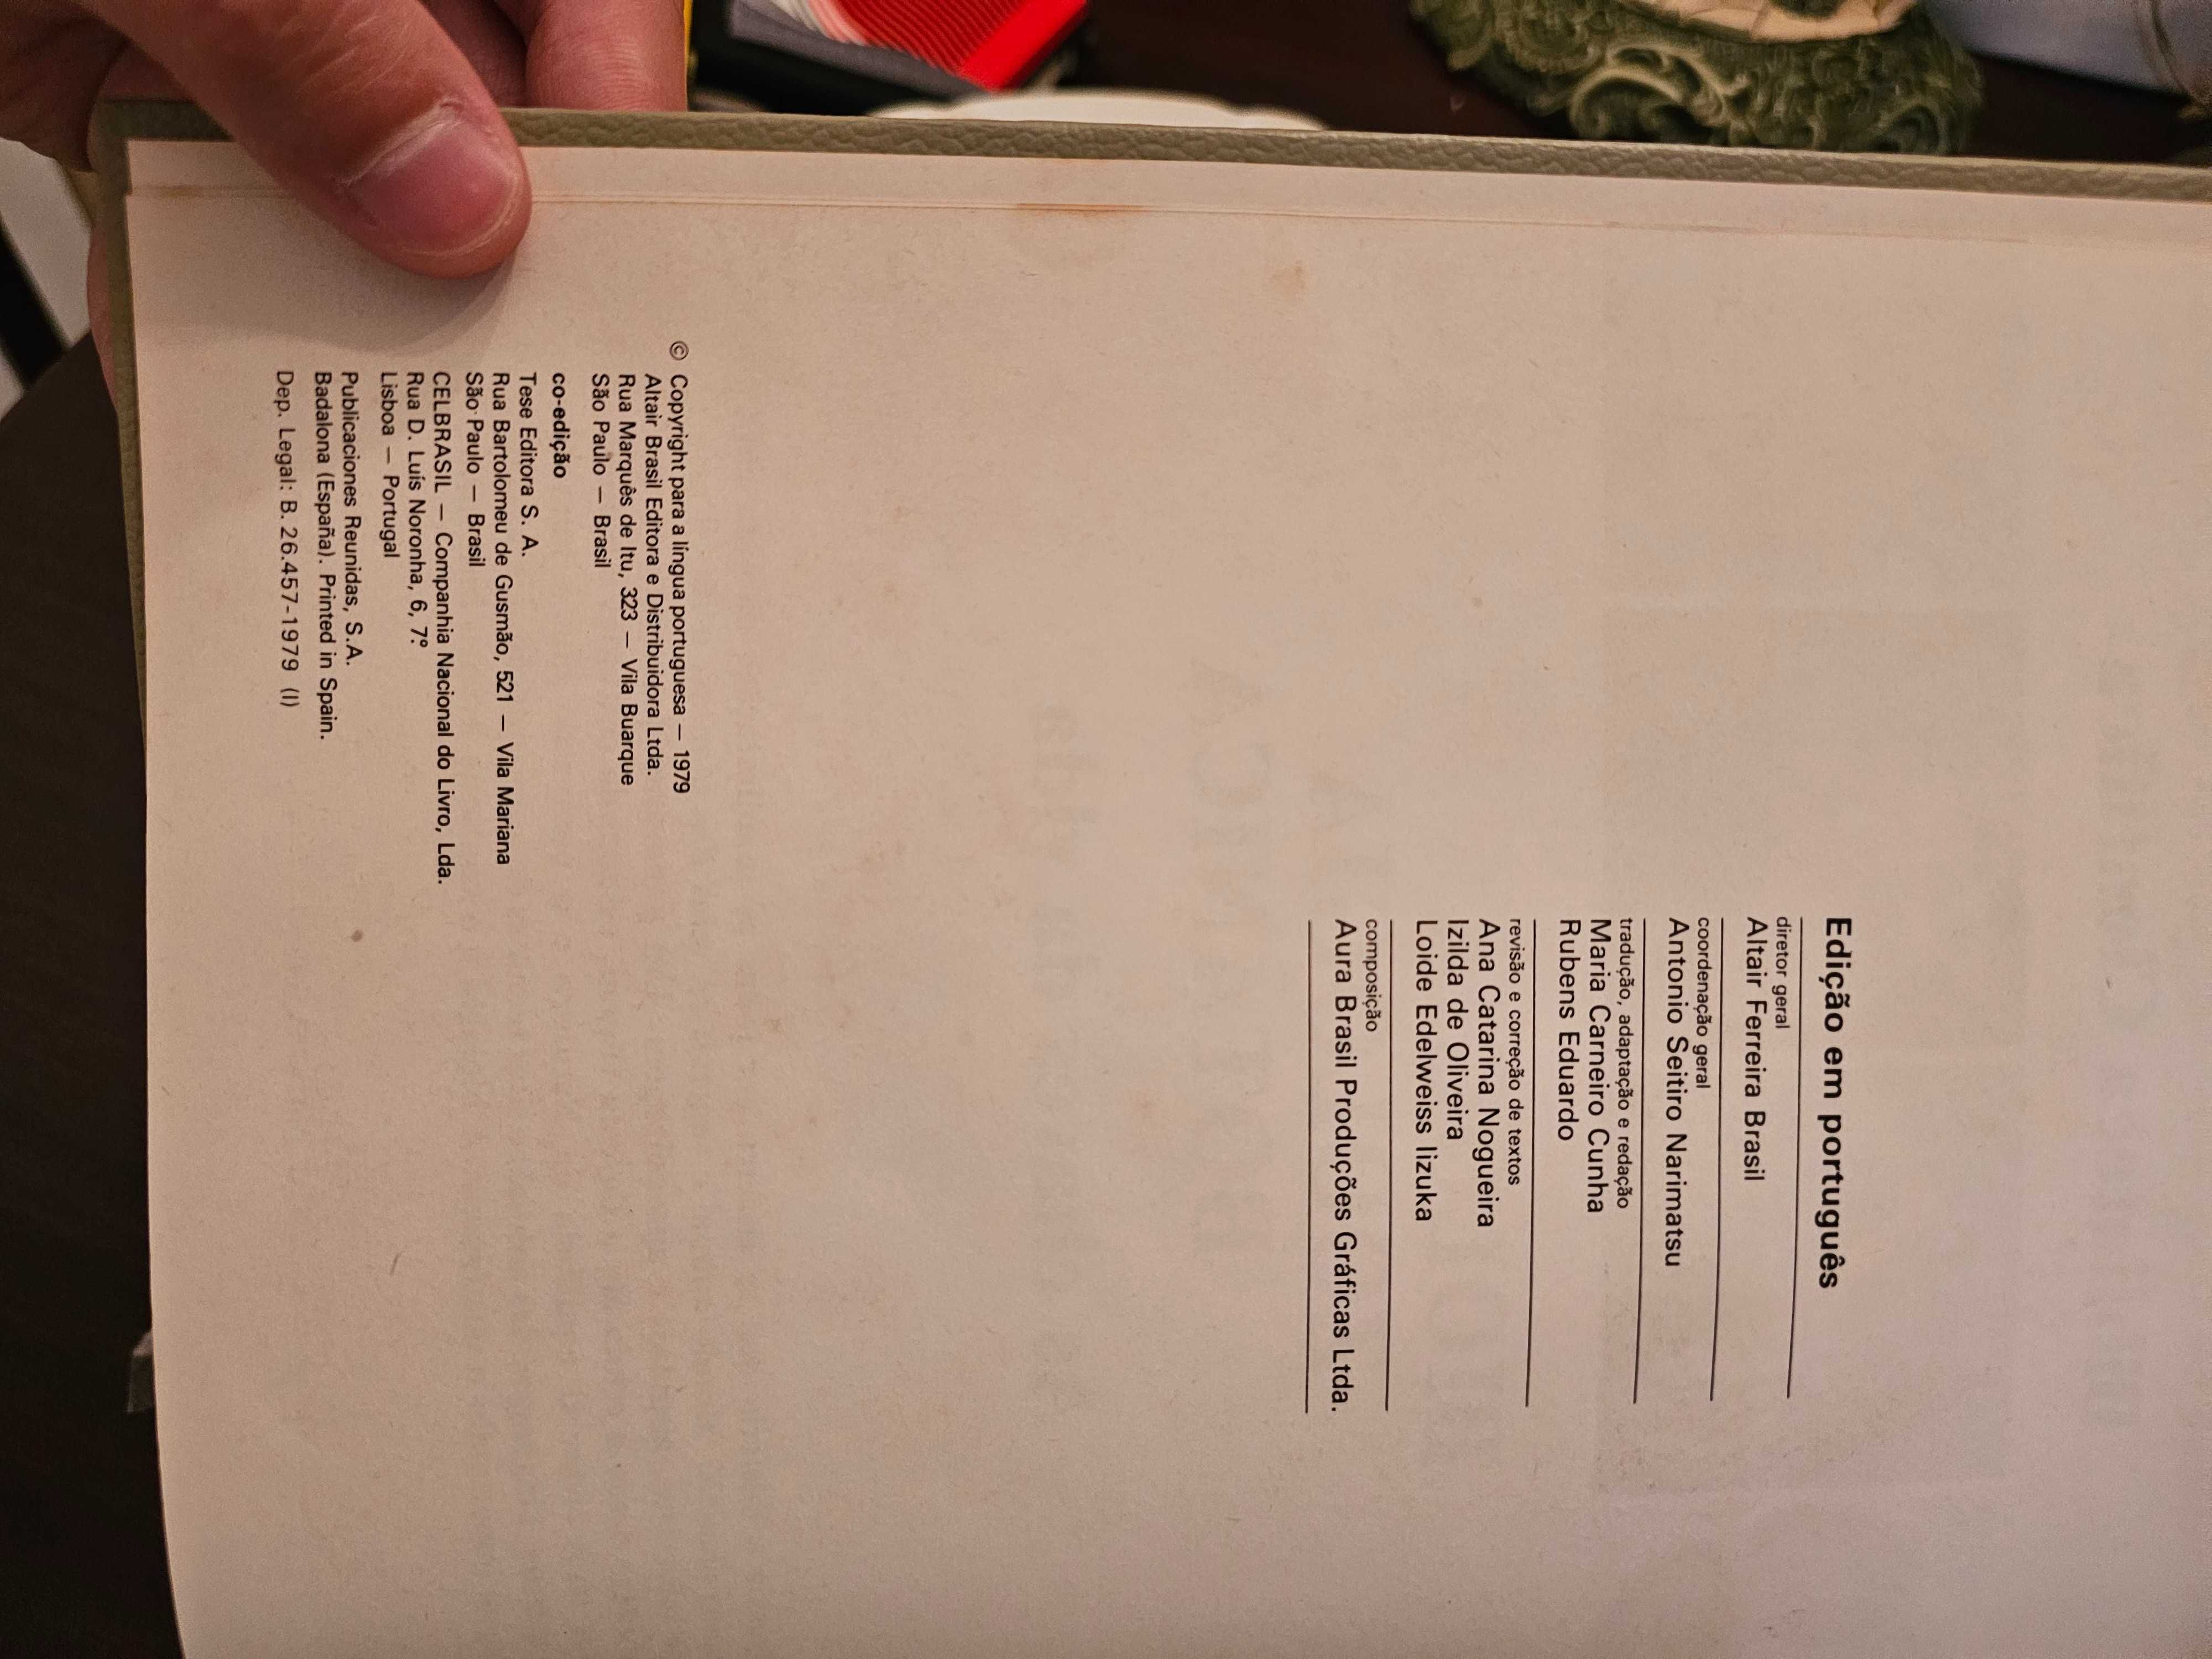 Edição em português
diretor geral
Altair Ferreira Brasil
coordenação geral
Antonio Seitiro Narimatsu
tradução, adaptação e redação
Maria Carneiro Cunha
Rubens Eduardo
revisão e correção de textos
Ana Catarina Nogueira
Izilda de Oliveira
Loide Edelweiss Iizuka
composição
Aura Brasil Produções Gráficas Ltda.
© Copyright para a língua portuguesa — 1979
Altair Brasil Editora e Distribuidora Ltda.
Rua Marquês de Itu, 323 — Vila Buarque
São Paulo — Brasil
co-edição
Tese Editora S. A.
Rua Bartolomeu de Gusmão, 521 — Vila Mariana
São Paulo — Brasil
CELBRASIL — Companhia Nacional do Livro, Lda.
Rua D. Luís Noronha, 6, 7.º
Lisboa — Portugal
Publicaciones Reunidas, S.A.
Badalona (España). Printed in Spain.
Dep. Legal: B. 26.457-1979 (I)